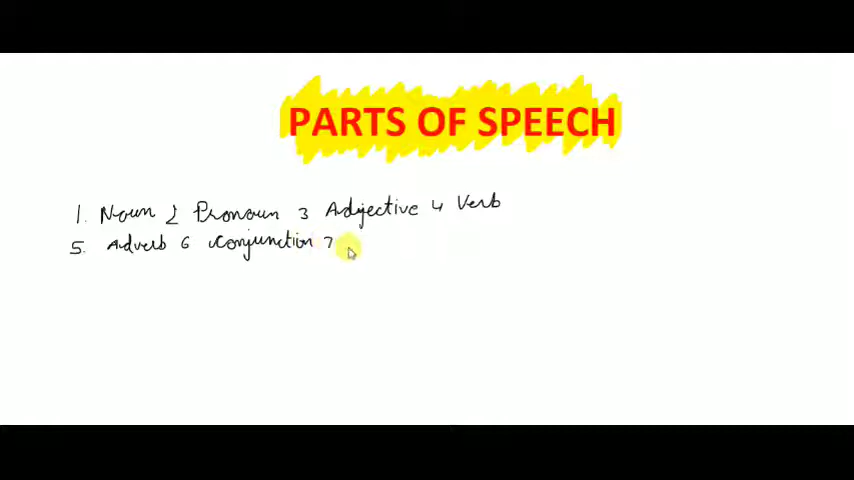 PARTS OF SPEECH
1. Noun 2 Pronoun 3 Adjective 4 Verb
5. Adverb 6 Conjunction 7